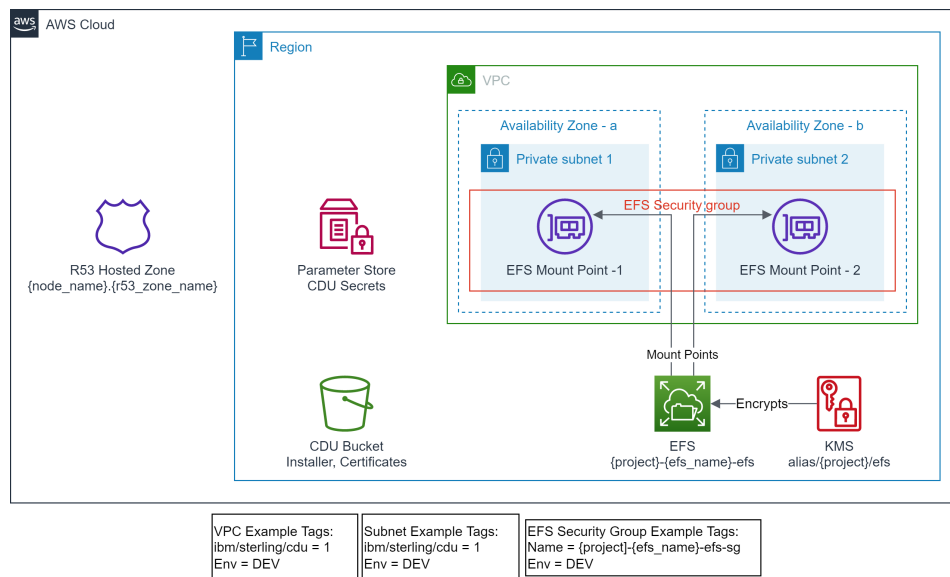 aws
AWS Cloud
Region
VPC
Availability Zone - a
Availability Zone - b
Private subnet 1
Private subnet 2
EFS Security group
EFS Mount Point -1
EFS Mount Point - 2
R53 Hosted Zone
{node_name}.{r53_zone_name}
Parameter Store
CDU Secrets
Mount Points
Encrypts
CDU Bucket
Installer, Certificates
EFS
{project}-{efs_name}-efs
KMS
alias/{project}/efs
VPC Example Tags:
ibm/sterling/cdu = 1
Env = DEV
Subnet Example Tags:
ibm/sterling/cdu = 1
Env = DEV
EFS Security Group Example Tags:
Name = {project}-{efs_name}-efs-sg
Env = DEV